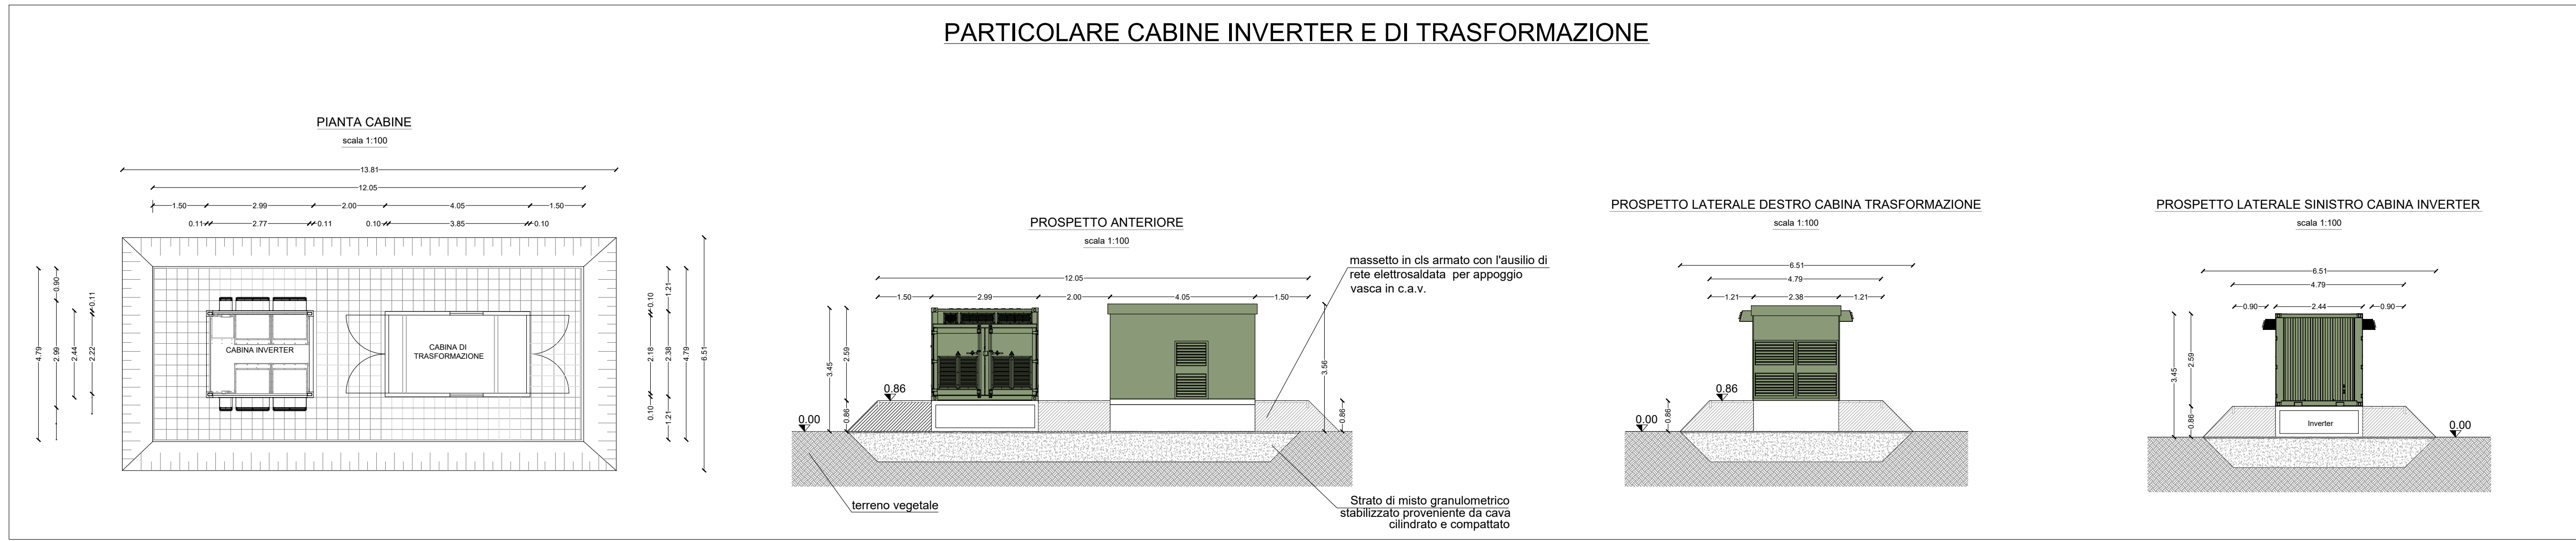 PARTICOLARE CABINE INVERTER E DI TRASFORMAZIONE
PIANTA CABINE
scala 1:100
13.81
12.05
1.50 2.99 2.00 4.05 1.50
0.11 2.77 0.11 0.10 3.85 0.10
4.79
0.90
2.99
2.44
0.11
2.22
CABINA INVERTER
CABINA DI
TRASFORMAZIONE
0.10
2.18
0.10
1.21
2.38
1.21
4.79
6.51
PROSPETTO ANTERIORE
scala 1:100
12.05
1.50 2.99 2.00 4.05 1.50
3.45
2.59
0.86
0.86
0.00
3.56
0.86
massetto in cls armato con l'ausilio di
rete elettrosaldata per appoggio
vasca in c.a.v.
terreno vegetale
Strato di misto granulometrico
stabilizzato proveniente da cava
cilindrato e compattato
PROSPETTO LATERALE DESTRO CABINA TRASFORMAZIONE
scala 1:100
6.51
4.79
1.21 2.38 1.21
0.86
0.86
0.00
PROSPETTO LATERALE SINISTRO CABINA INVERTER
scala 1:100
6.51
4.79
0.90 2.44 0.90
3.45
2.59
0.86
Inverter
0.00